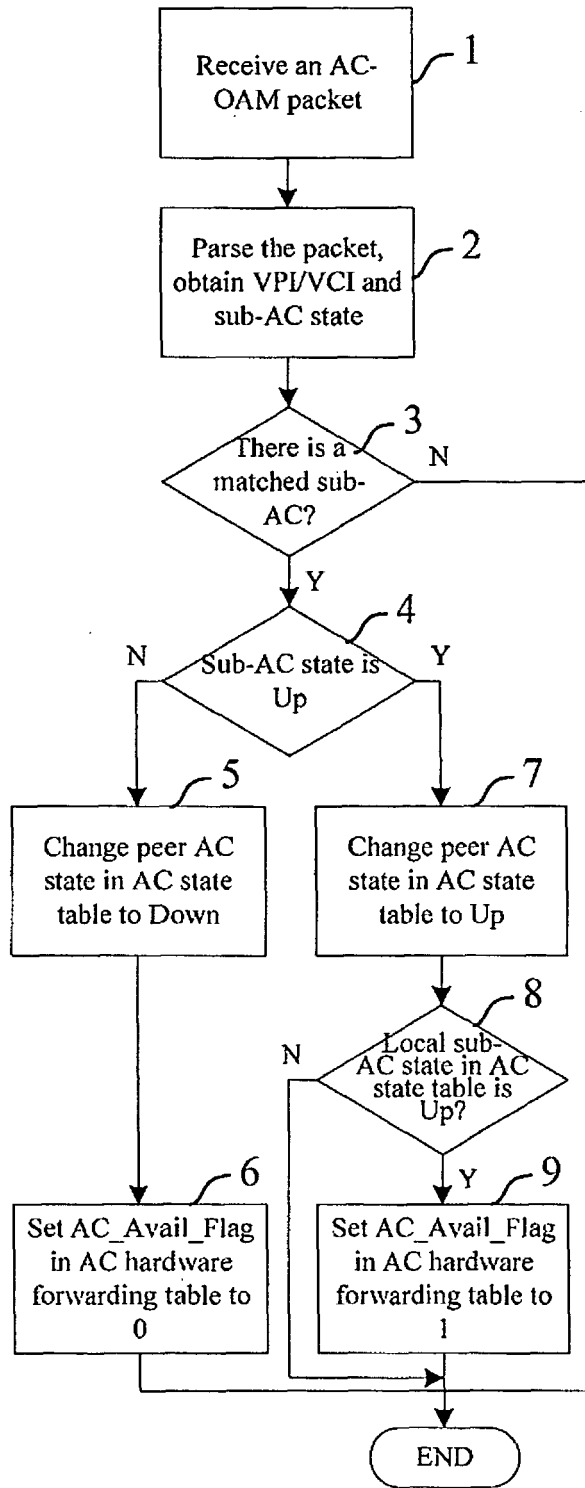 1
Receive an AC-
OAM packet
2
Parse the packet,
obtain VPI/VCI and
sub-AC state
3
There is a
matched sub-
AC?
N
Y
4
Sub-AC state is
Up
N
Y
5
Change peer AC
state in AC state
table to Down
7
Change peer AC
state in AC state
table to Up
8
Local sub-
AC state in AC
state table is
Up?
N
Y
6
Set AC_Avail_Flag
in AC hardware
forwarding table to
0
9
Set AC_Avail_Flag
in AC hardware
forwarding table to
1
END